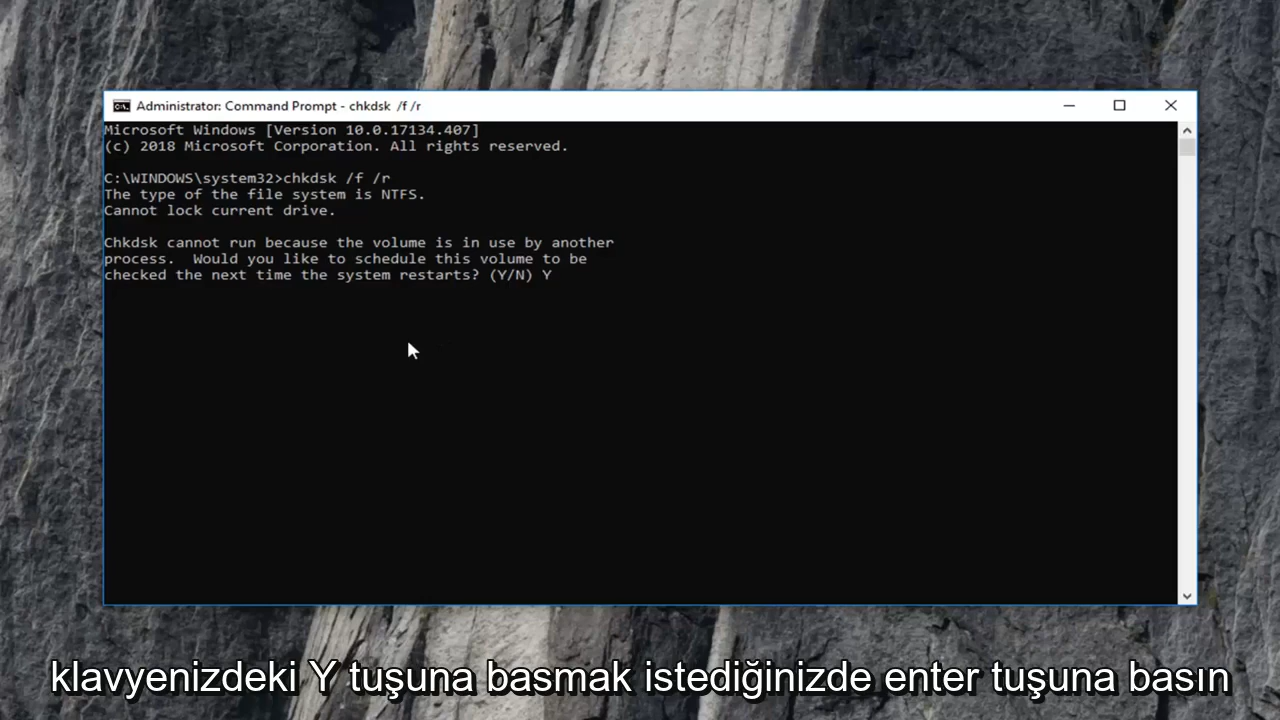 Administrator: Command Prompt - chkdsk /f /r
Microsoft Windows [Version 10.0.17134.407]
(c) 2018 Microsoft Corporation. All rights reserved.
C:\WINDOWS\system32>chkdsk /f /r
The type of the file system is NTFS.
Cannot lock current drive.
Chkdsk cannot run because the volume is in use by another
process.  Would you like to schedule this volume to be
checked the next time the system restarts? (Y/N) Y
klavyenizdeki Y tuşuna basmak istediğinizde enter tuşuna basın